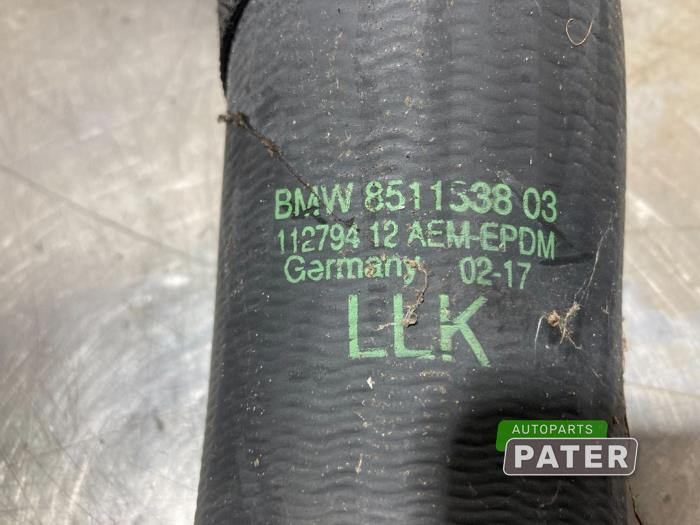 BMW 8511538 03
112794 12 AEM-EPDM
Germany 02-17
LLK
AUTOPARTS
PATER